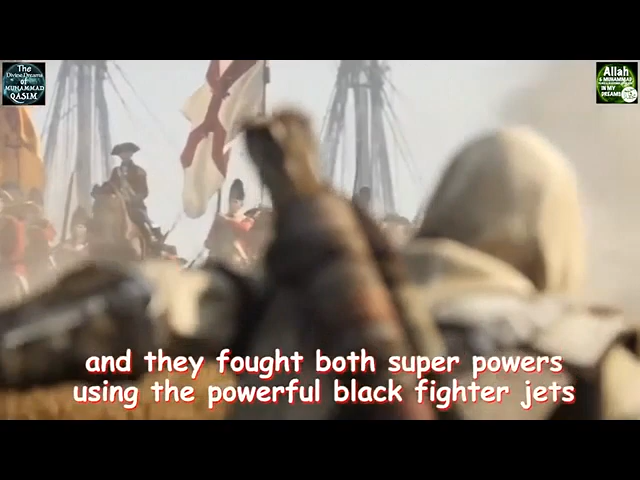 The
Divine Dreams
of
MUHAMMAD
QASIM
Allah
& MUHAMMAD
IN MY
DREAMS
and they fought both super powers
using the powerful black fighter jets